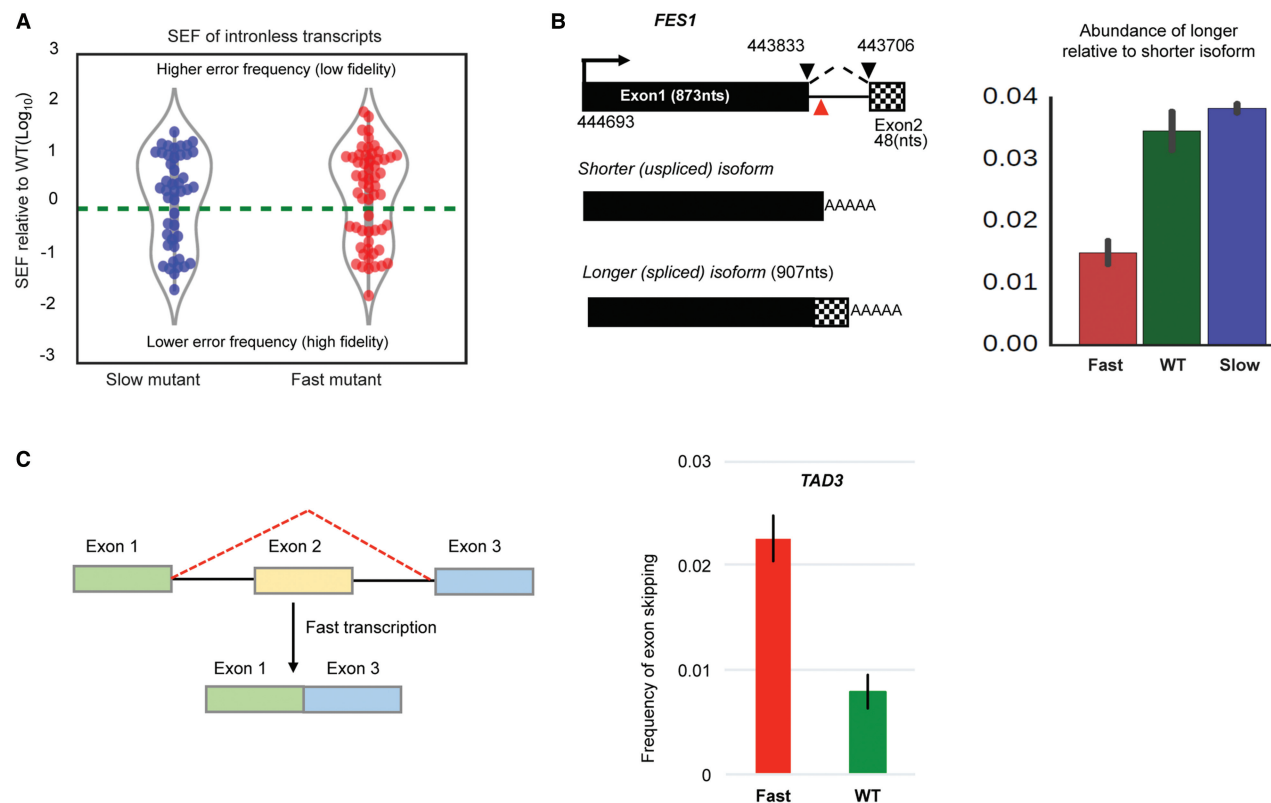 A
SEF of intronless transcripts
3
2
1
0
-1
-2
-3
SEF relative to WT(Log10)
Higher error frequency (low fidelity)
Lower error frequency (high fidelity)
Slow mutant
Fast mutant
B
FES1
443833
443706
Exon1 (873nts)
444693
Exon2
48(nts)
Shorter (uspliced) isoform
AAAAA
Longer (spliced) isoform (907nts)
AAAAA
Abundance of longer
relative to shorter isoform
0.04
0.03
0.02
0.01
0.00
Fast
WT
Slow
C
Exon 1
Exon 2
Exon 3
Fast transcription
Exon 1
Exon 3
TAD3
0.03
0.02
0.01
0
Frequency of exon skipping
Fast
WT